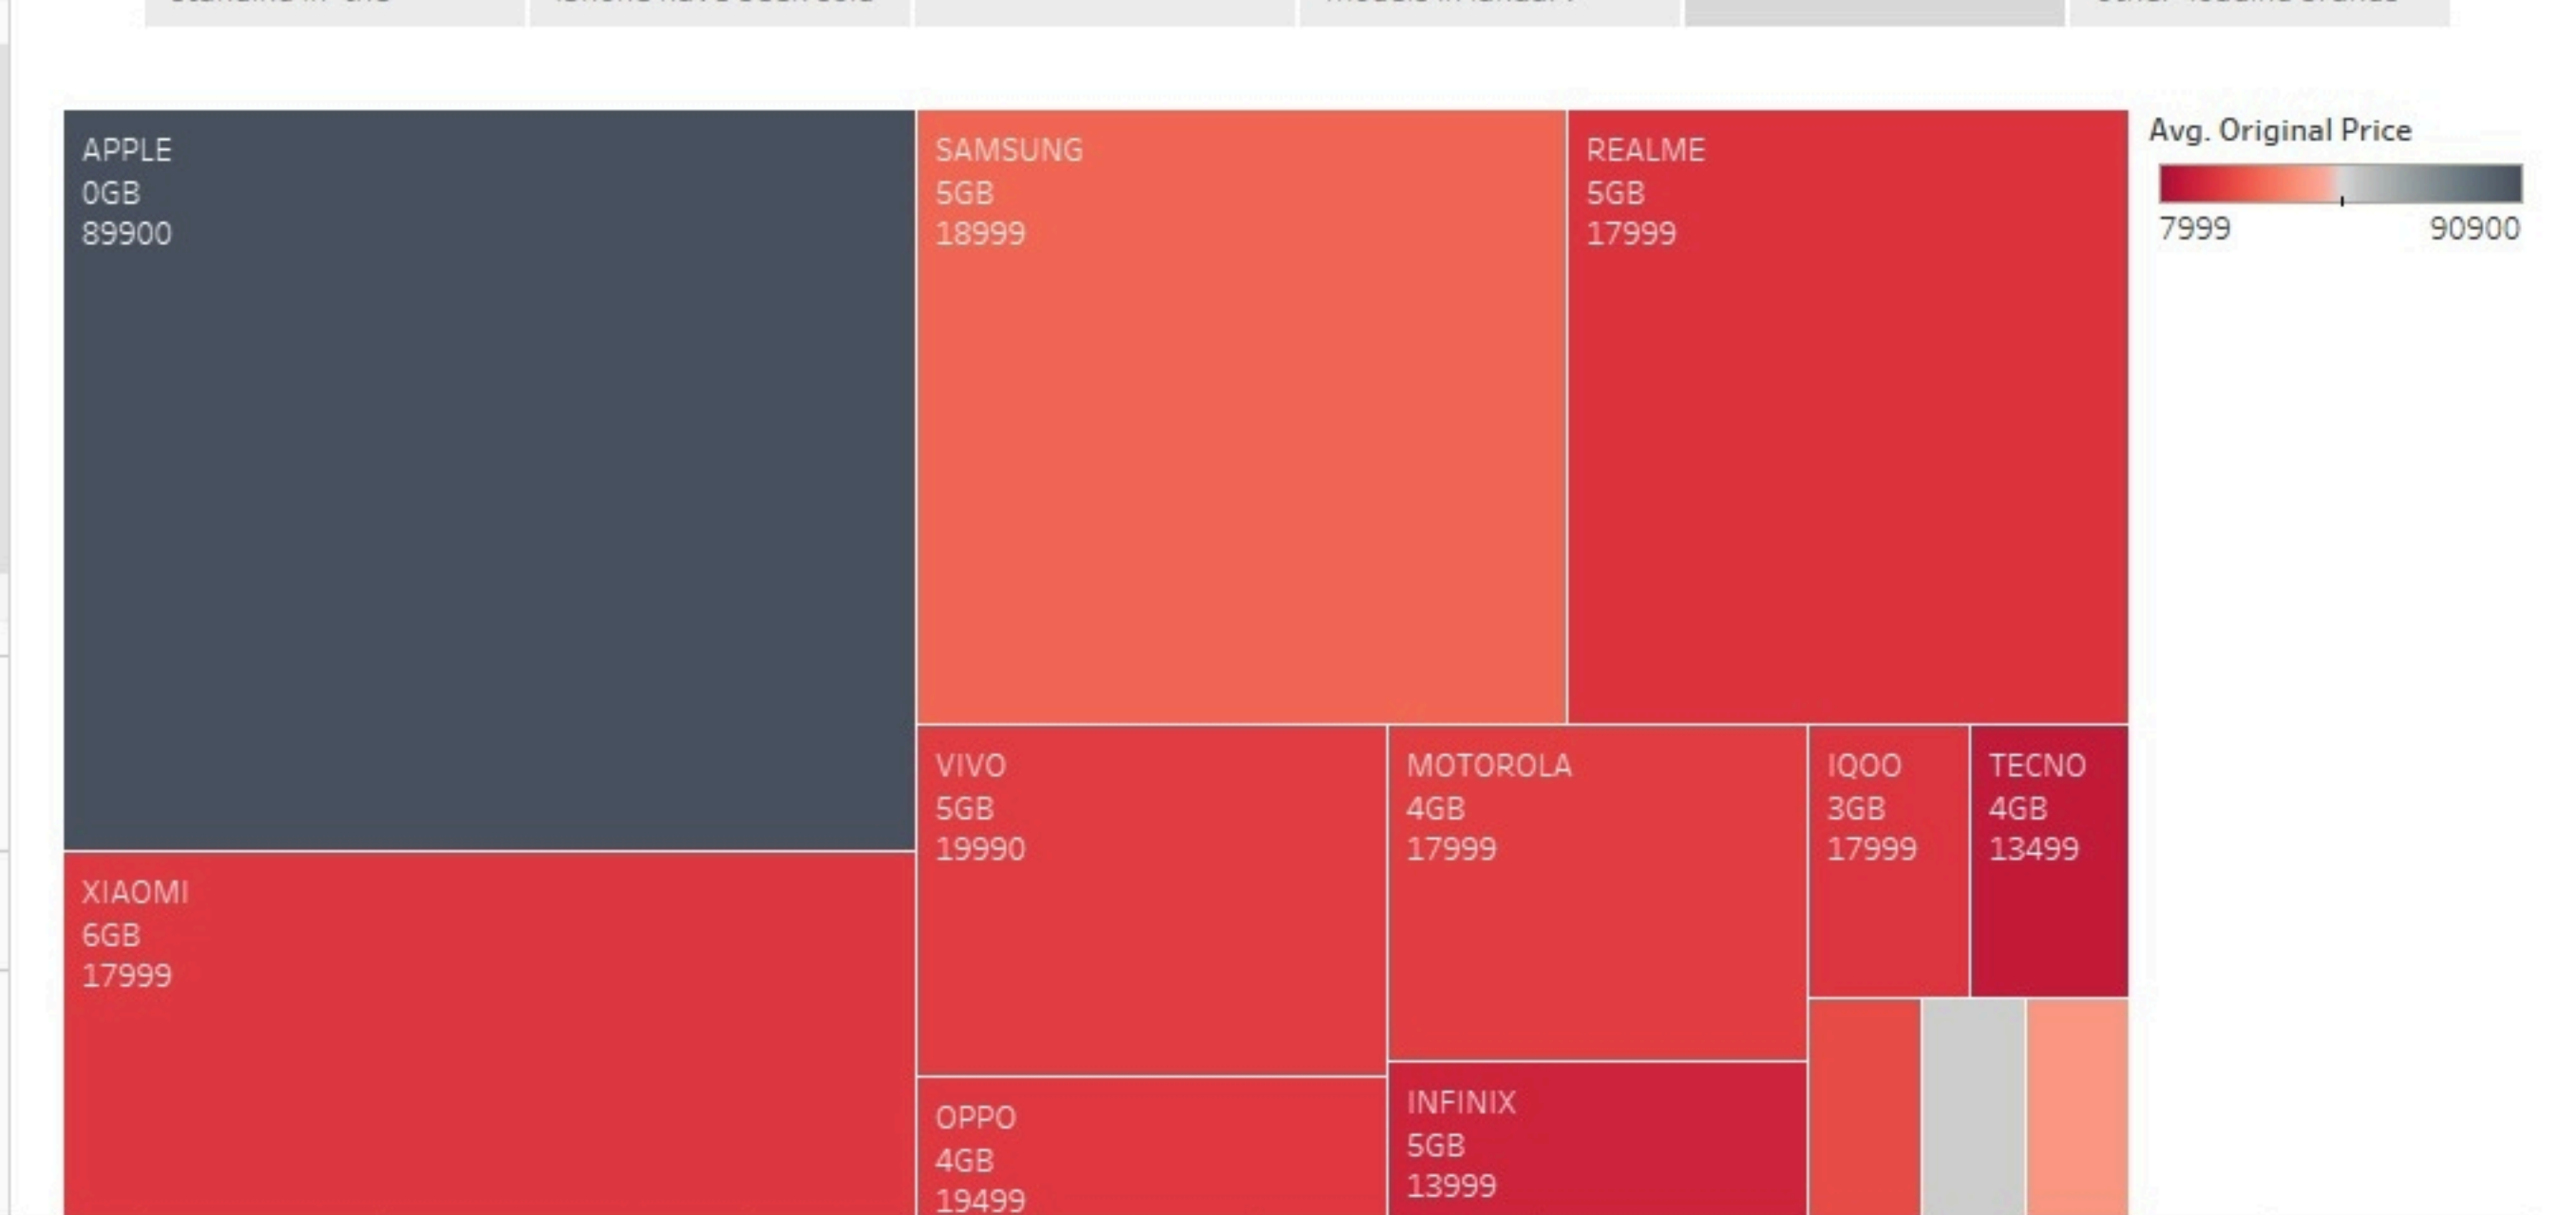 APPLE
0GB
89900
SAMSUNG
5GB
18999
REALME
5GB
17999
Avg. Original Price
7999 90900
VIVO
5GB
19990
MOTOROLA
4GB
17999
IQOO
3GB
17999
TECNO
4GB
13499
XIAOMI
6GB
17999
OPPO
4GB
19499
INFINIX
5GB
13999